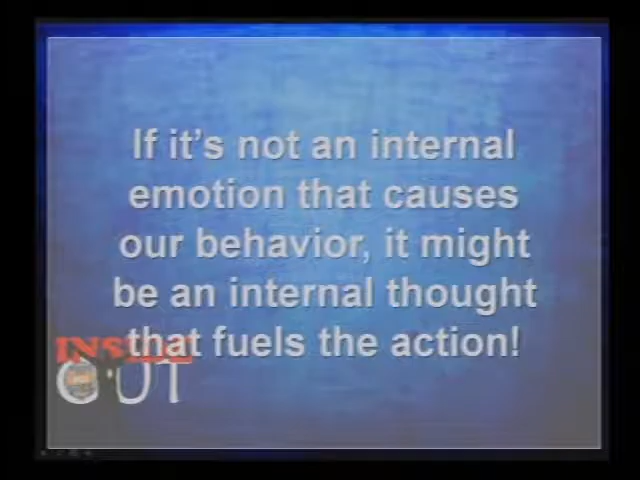 If it's not an internal
emotion that causes
our behavior, it might
be an internal thought
that fuels the action!
INSIDE
OUT